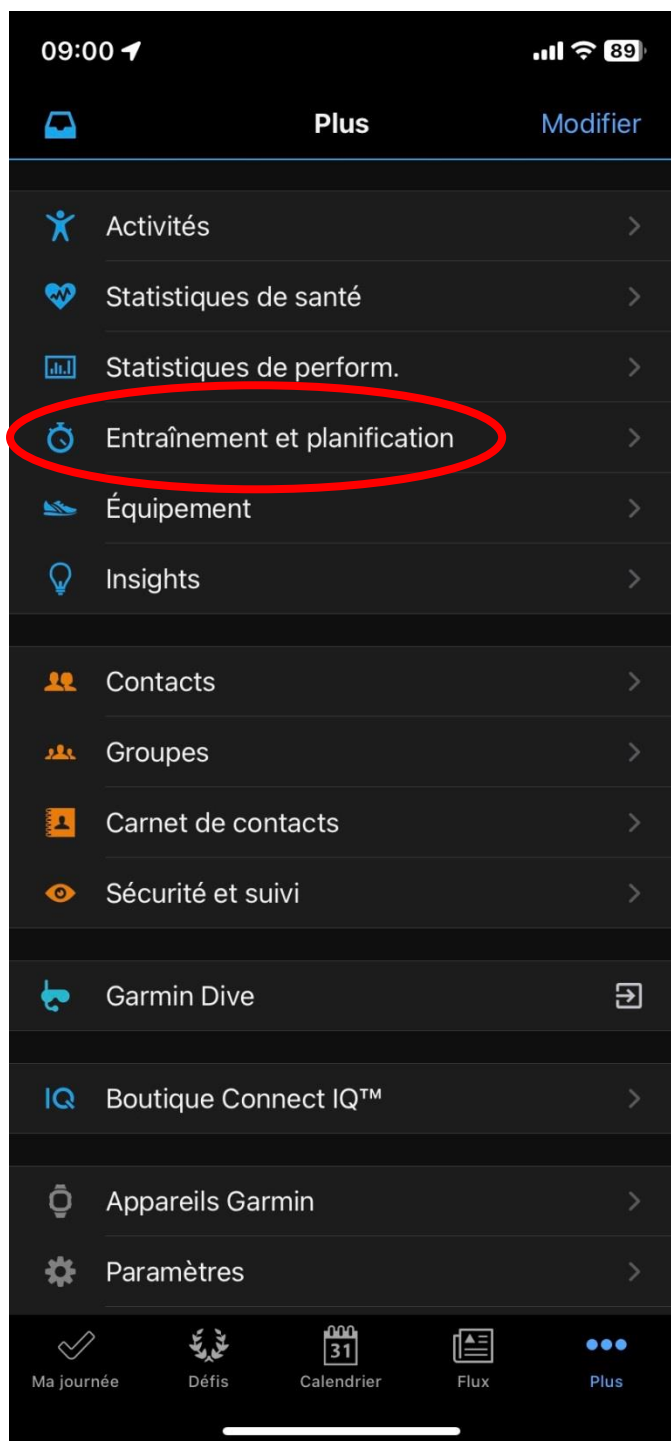 09:00
89
Plus
Modifier
Activités
Statistiques de santé
Statistiques de perform.
Entraînement et planification
Équipement
Insights
Contacts
Groupes
Carnet de contacts
Sécurité et suivi
Garmin Dive
IQ Boutique Connect IQ™
Appareils Garmin
Paramètres
31
Ma journée
Défis
Calendrier
Flux
Plus